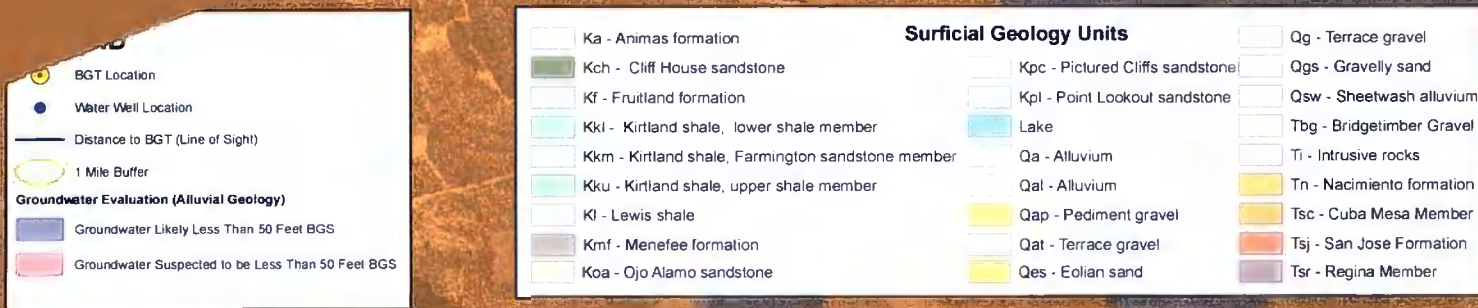 BGT Location
Water Well Location
Distance to BGT (Line of Sight)
1 Mile Buffer
Groundwater Evaluation (Alluvial Geology)
Groundwater Likely Less Than 50 Feet BGS
Groundwater Suspected to be Less Than 50 Feet BGS
Surficial Geology Units
Ka - Animas formation
Kch - Cliff House sandstone
Kf - Fruitland formation
Kkl - Kirtland shale, lower shale member
Kkm - Kirtland shale, Farmington sandstone member
Kku - Kirtland shale, upper shale member
Kl - Lewis shale
Kmf - Menefee formation
Koa - Ojo Alamo sandstone
Kpc - Pictured Cliffs sandstone
Kpl - Point Lookout sandstone
Lake
Qa - Alluvium
Qal - Alluvium
Qap - Pediment gravel
Qat - Terrace gravel
Qes - Eolian sand
Qg - Terrace gravel
Qgs - Gravelly sand
Qsw - Sheetwash alluvium
Tbg - Bridgetimber Gravel
Ti - Intrusive rocks
Tn - Nacimiento formation
Tsc - Cuba Mesa Member
Tsj - San Jose Formation
Tsr - Regina Member